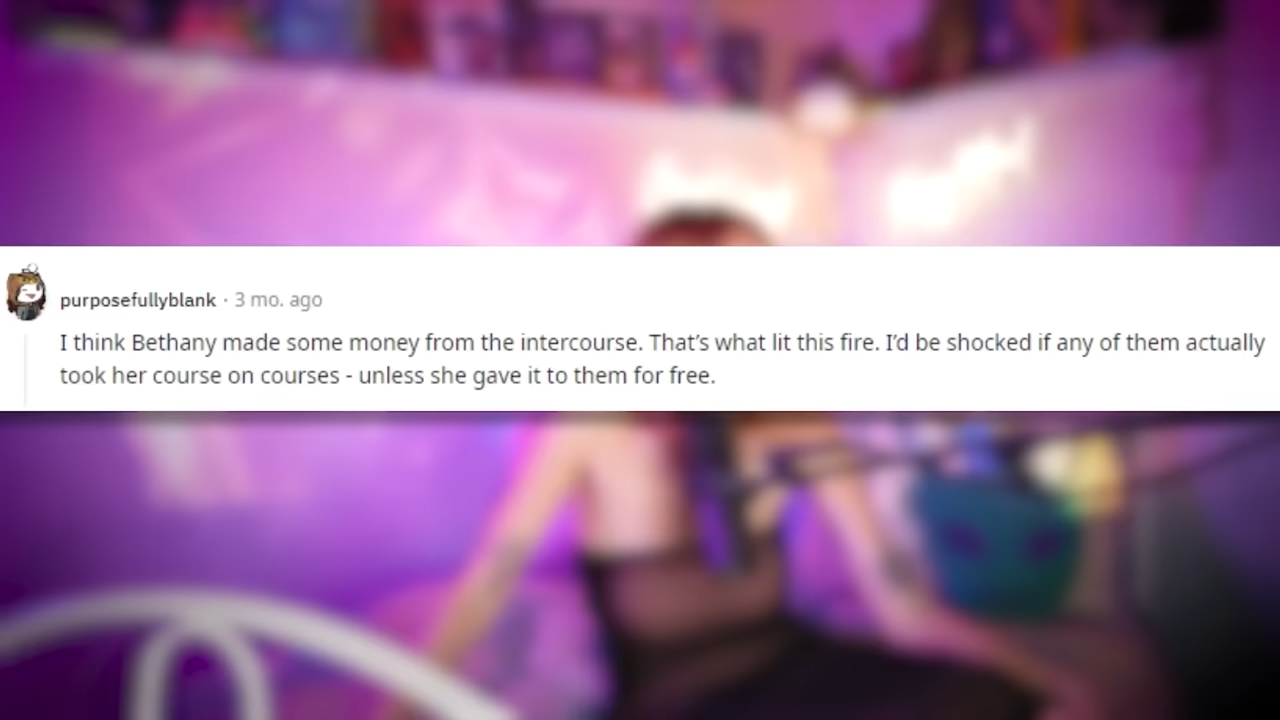 purposefullyblank · 3 mo. ago
I think Bethany made some money from the intercourse. That’s what lit this fire. I’d be shocked if any of them actually
took her course on courses - unless she gave it to them for free.